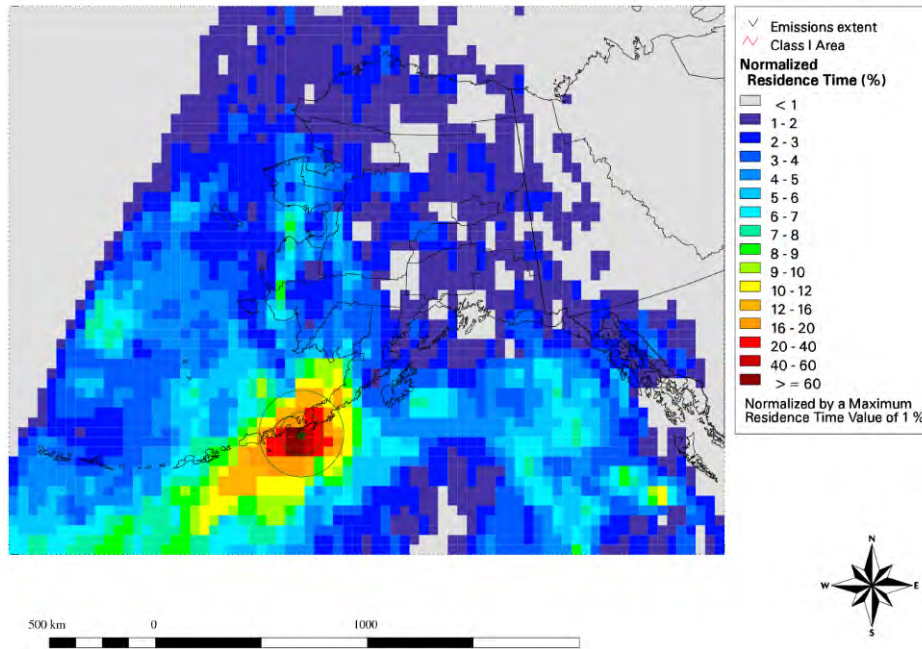 Emissions extent
Class I Area
Normalized
Residence Time (%)
< 1
1 - 2
2 - 3
3 - 4
4 - 5
5 - 6
6 - 7
7 - 8
8 - 9
9 - 10
10 - 12
12 - 16
16 - 20
20 - 40
40 - 60
> = 60
Normalized by a Maximum
Residence Time Value of 1 %
N
W E
S
500 km 0 1000